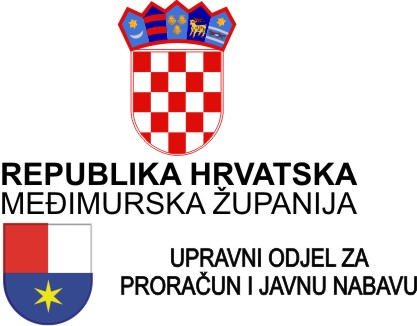 REPUBLIKA HRVATSKA
MEĐIMURSKA ŽUPANIJA
UPRAVNI ODJEL ZA
PRORAČUN I JAVNU NABAVU